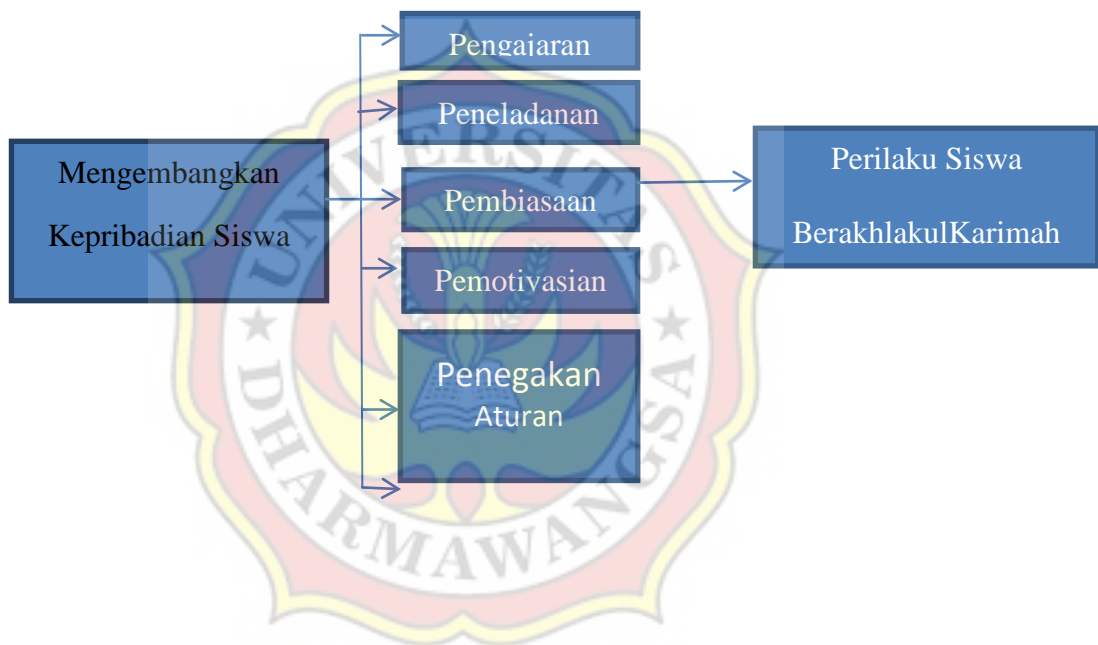 Pengajaran
Peneladanan
Mengembangkan
Kepribadian Siswa
Pembiasaan
Pemotivasian
Penegakan
Aturan
Perilaku Siswa
BerakhlakulKarimah
UNIVERSITAS
DHARMAWANGSA